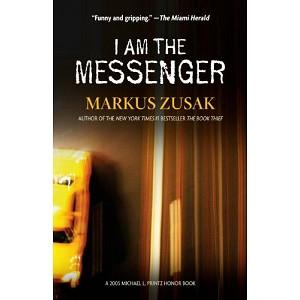 "Funny and gripping." —The Miami Herald
I AM THE
MESSENGER
MARKUS ZUSAK
AUTHOR OF THE NEW YORK TIMES #1 BESTSELLER THE BOOK THIEF
A 2005 MICHAEL L. PRINTZ HONOR BOOK